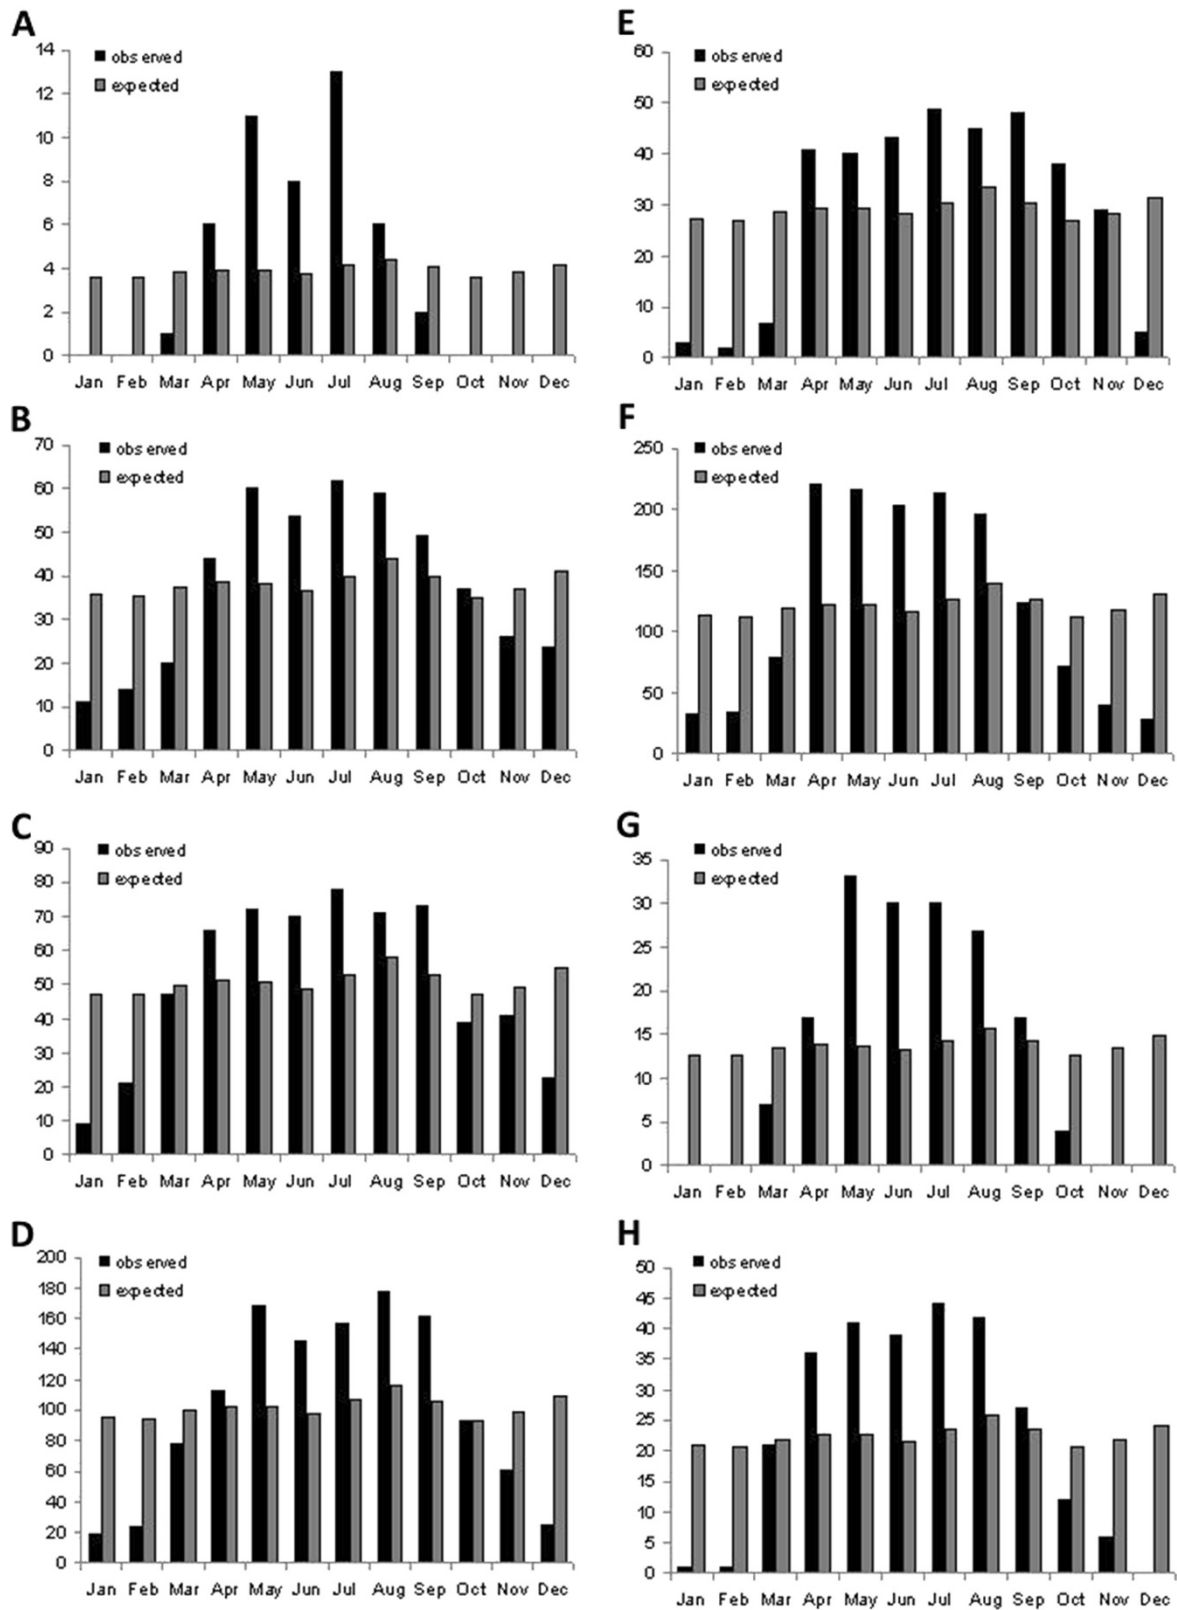 A
14
12
10
8
6
4
2
0
observed
expected
Jan Feb Mar Apr May Jun Jul Aug Sep Oct Nov Dec
B
70
60
50
40
30
20
10
0
observed
expected
Jan Feb Mar Apr May Jun Jul Aug Sep Oct Nov Dec
C
90
80
70
60
50
40
30
20
10
0
observed
expected
Jan Feb Mar Apr May Jun Jul Aug Sep Oct Nov Dec
D
200
180
160
140
120
100
80
60
40
20
0
observed
expected
Jan Feb Mar Apr May Jun Jul Aug Sep Oct Nov Dec
E
60
50
40
30
20
10
0
observed
expected
Jan Feb Mar Apr May Jun Jul Aug Sep Oct Nov Dec
F
250
200
150
100
50
0
observed
expected
Jan Feb Mar Apr May Jun Jul Aug Sep Oct Nov Dec
G
35
30
25
20
15
10
5
0
observed
expected
Jan Feb Mar Apr May Jun Jul Aug Sep Oct Nov Dec
H
50
45
40
35
30
25
20
15
10
5
0
observed
expected
Jan Feb Mar Apr May Jun Jul Aug Sep Oct Nov Dec